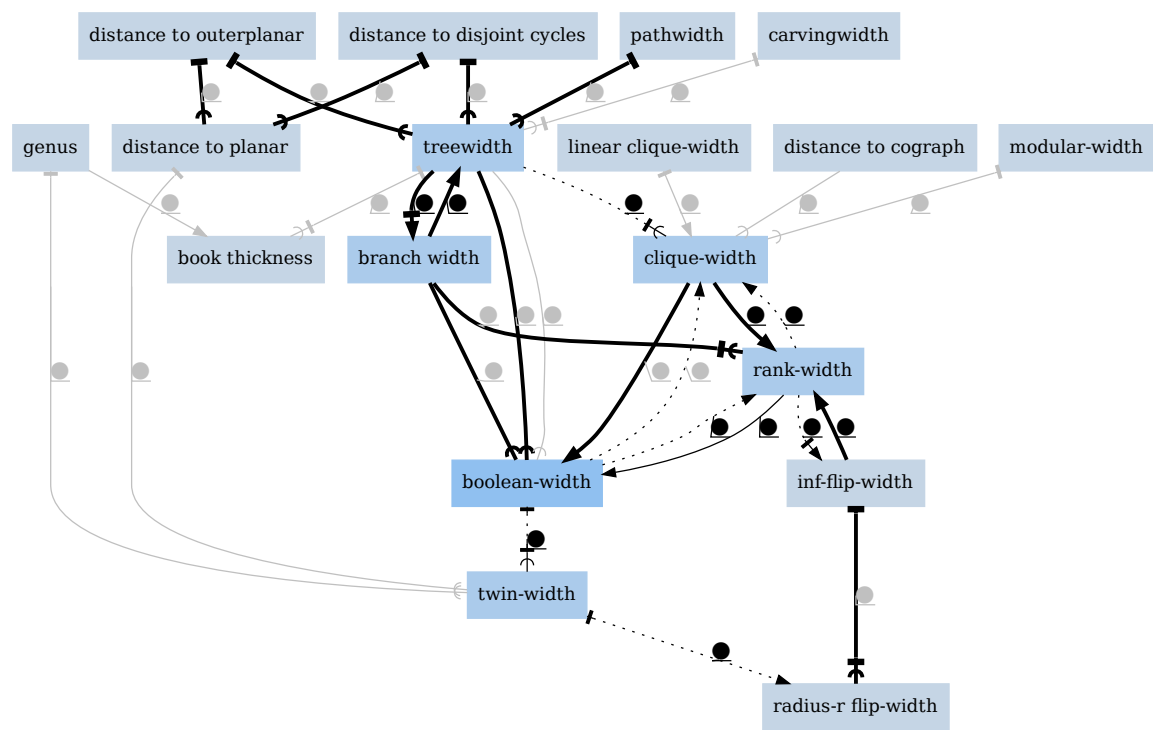 distance to outerplanar
distance to disjoint cycles
pathwidth
carvingwidth
genus
distance to planar
treewidth
linear clique-width
distance to cograph
modular-width
book thickness
branch width
clique-width
rank-width
boolean-width
inf-flip-width
twin-width
radius-r flip-width